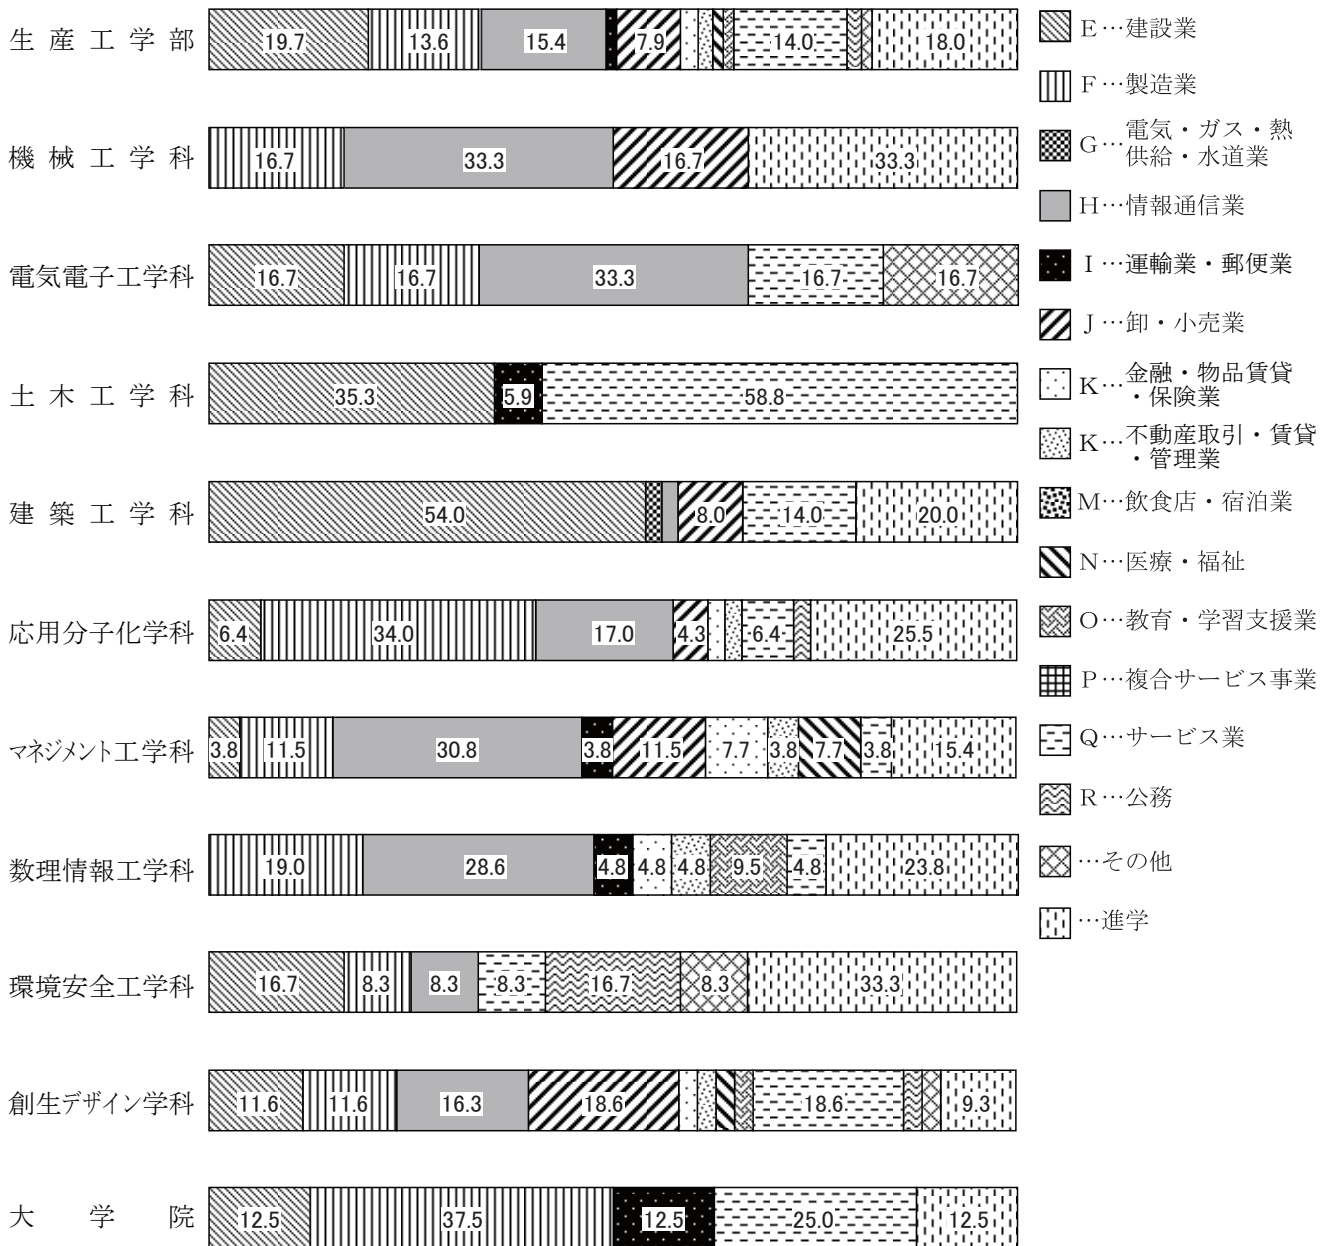 生産工学部 19.7 13.6 15.4 7.9 14.0 18.0
機械工学科 16.7 33.3 16.7 33.3
電気電子工学科 16.7 16.7 33.3 16.7 16.7
土木工学科 35.3 5.9 58.8
建築工学科 54.0 8.0 14.0 20.0
応用分子化学科 6.4 34.0 17.0 4.3 6.4 25.5
マネジメント工学科 3.8 11.5 30.8 3.8 11.5 7.7 3.8 7.7 3.8 15.4
数理情報工学科 19.0 28.6 4.8 4.8 4.8 9.5 4.8 23.8
環境安全工学科 16.7 8.3 8.3 8.3 16.7 8.3 33.3
創生デザイン学科 11.6 11.6 16.3 18.6 18.6 9.3
大学院 12.5 37.5 12.5 25.0 12.5
E…建設業
F…製造業
G…電気・ガス・熱
供給・水道業
H…情報通信業
I…運輸業・郵便業
J…卸・小売業
K…金融・物品賃貸
・保険業
K…不動産取引・賃貸
・管理業
M…飲食店・宿泊業
N…医療・福祉
O…教育・学習支援業
P…複合サービス事業
Q…サービス業
R…公務
…その他
…進学